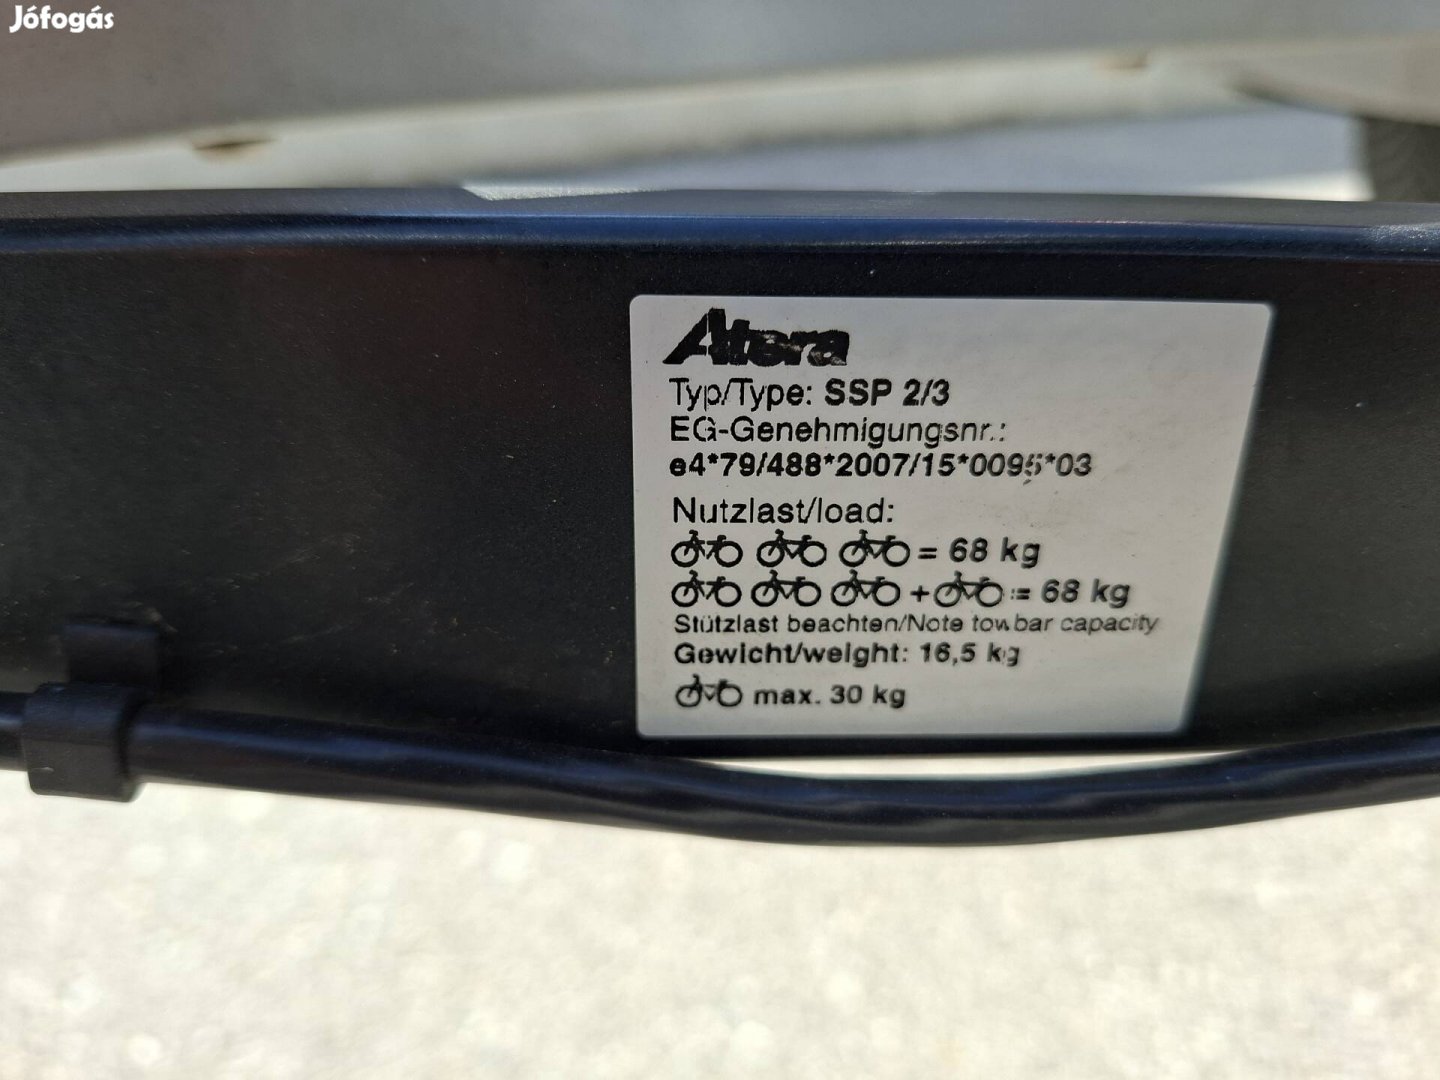 Jófogás
Atera
Typ/Type: SSP 2/3
EG-Genehmigungsnr.:
e4*79/488*2007/15*0095*03
Nutzlast/load:
= 68 kg
+ = 68 kg
Stützlast beachten/Note towbar capacity
Gewicht/weight: 16,5 kg
max. 30 kg